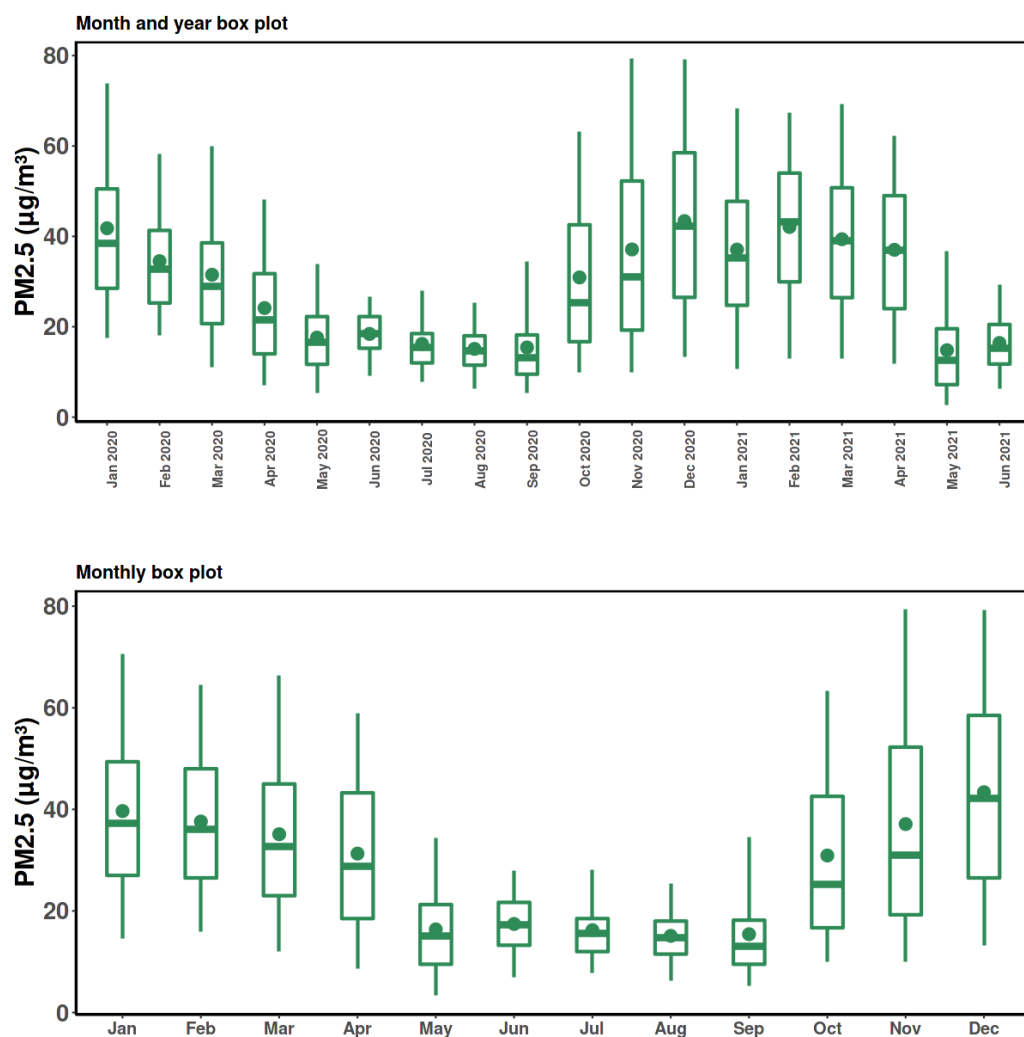 Month and year box plot
PM2.5 (µg/m³)
80
60
40
20
0
Jan 2020
Feb 2020
Mar 2020
Apr 2020
May 2020
Jun 2020
Jul 2020
Aug 2020
Sep 2020
Oct 2020
Nov 2020
Dec 2020
Jan 2021
Feb 2021
Mar 2021
Apr 2021
May 2021
Jun 2021
Monthly box plot
PM2.5 (µg/m³)
80
60
40
20
0
Jan Feb Mar Apr May Jun Jul Aug Sep Oct Nov Dec